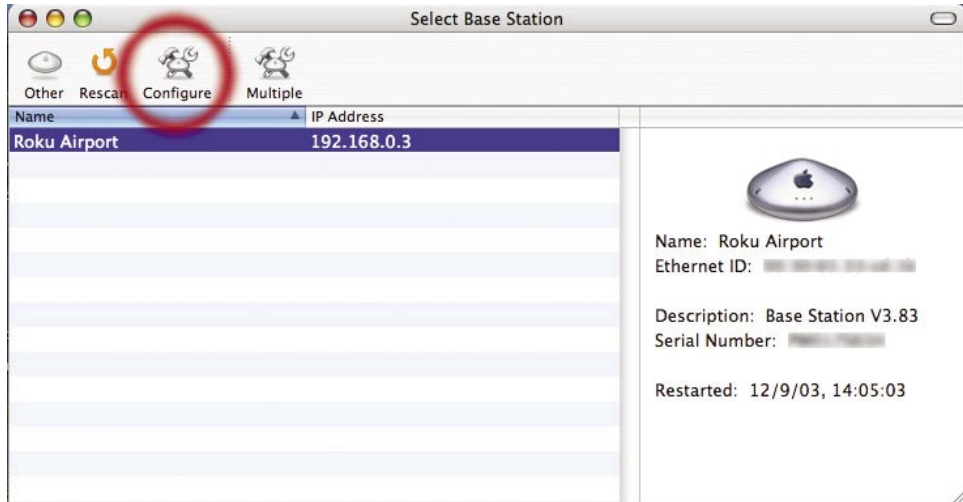 Select Base Station
Other Rescan Configure Multiple
Name IP Address
Roku Airport 192.168.0.3
Name: Roku Airport
Ethernet ID:
Description: Base Station V3.83
Serial Number:
Restarted: 12/9/03, 14:05:03